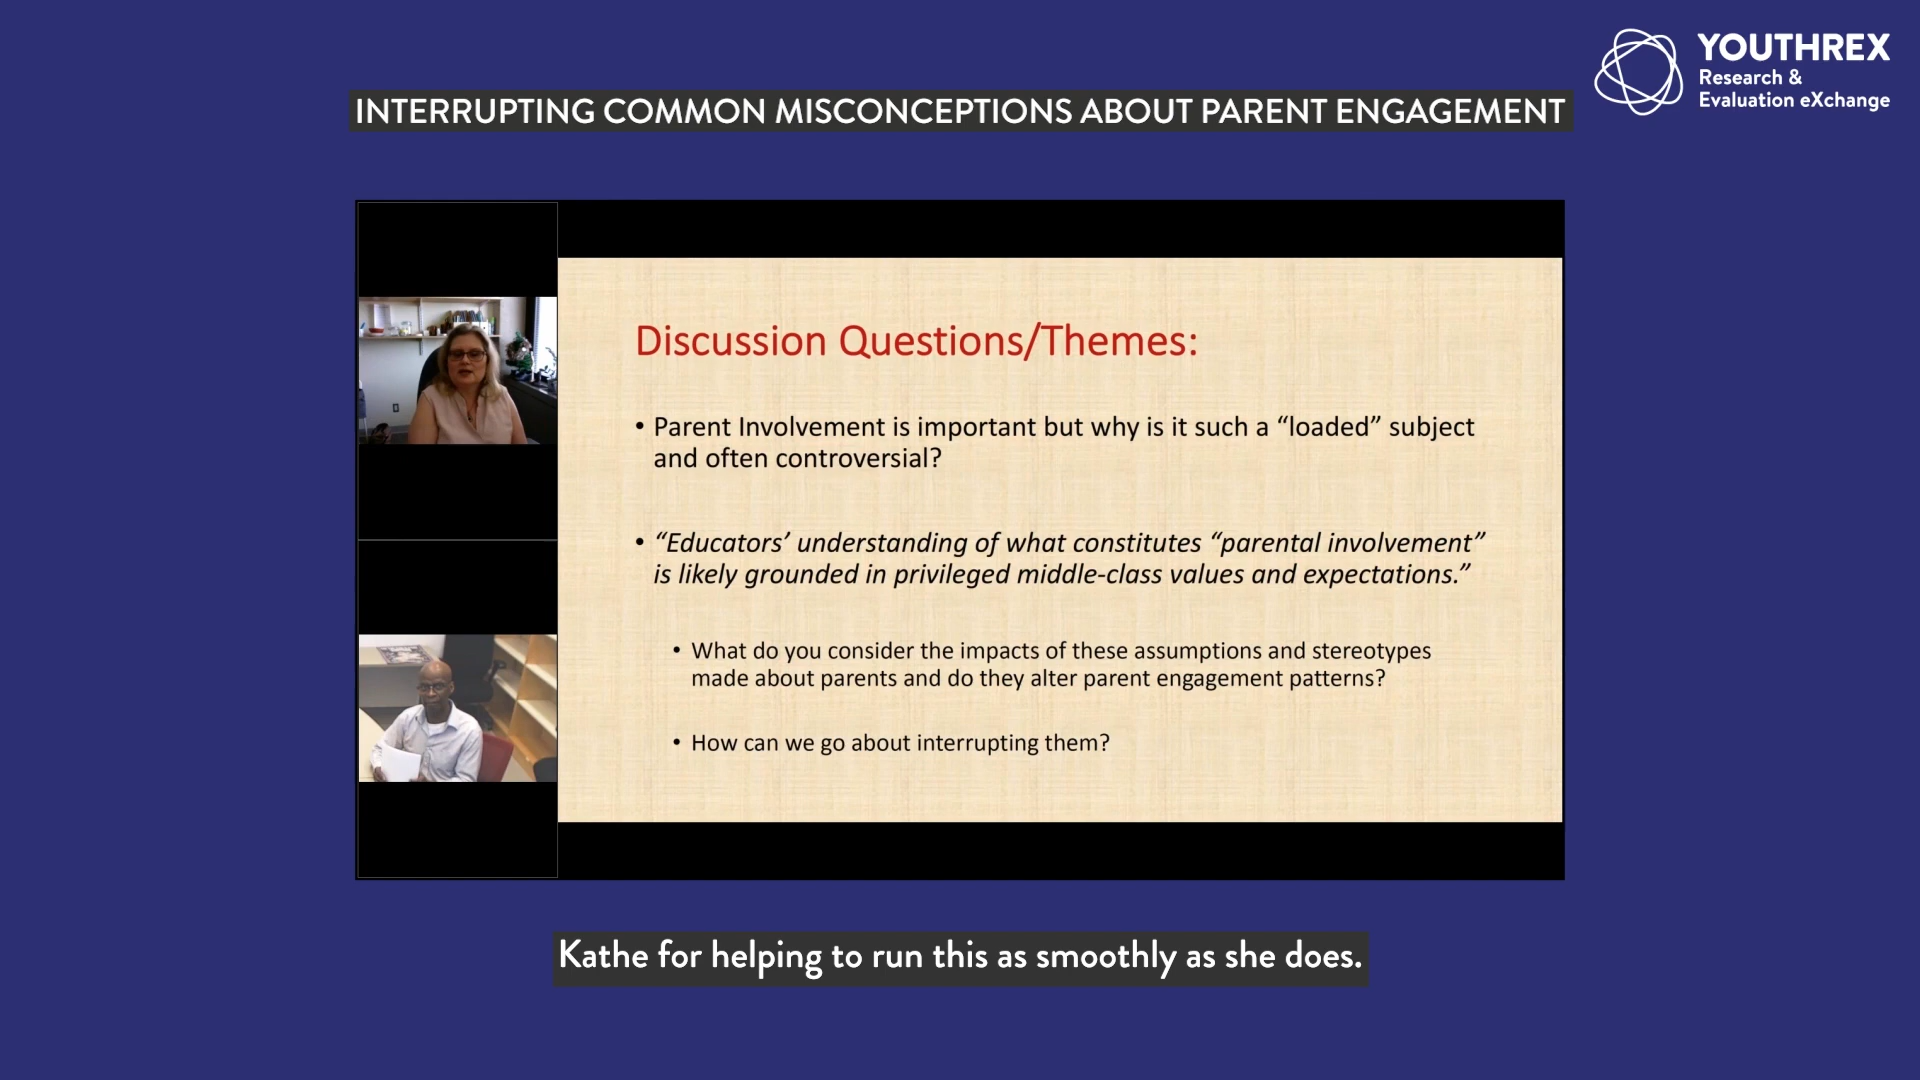 YOUTHREX
Research &
Evaluation eXchange
INTERRUPTING COMMON MISCONCEPTIONS ABOUT PARENT ENGAGEMENT
Discussion Questions/Themes:
• Parent Involvement is important but why is it such a “loaded” subject
and often controversial?
• “Educators’ understanding of what constitutes “parental involvement”
is likely grounded in privileged middle-class values and expectations.”
• What do you consider the impacts of these assumptions and stereotypes
made about parents and do they alter parent engagement patterns?
• How can we go about interrupting them?
Kathe for helping to run this as smoothly as she does.